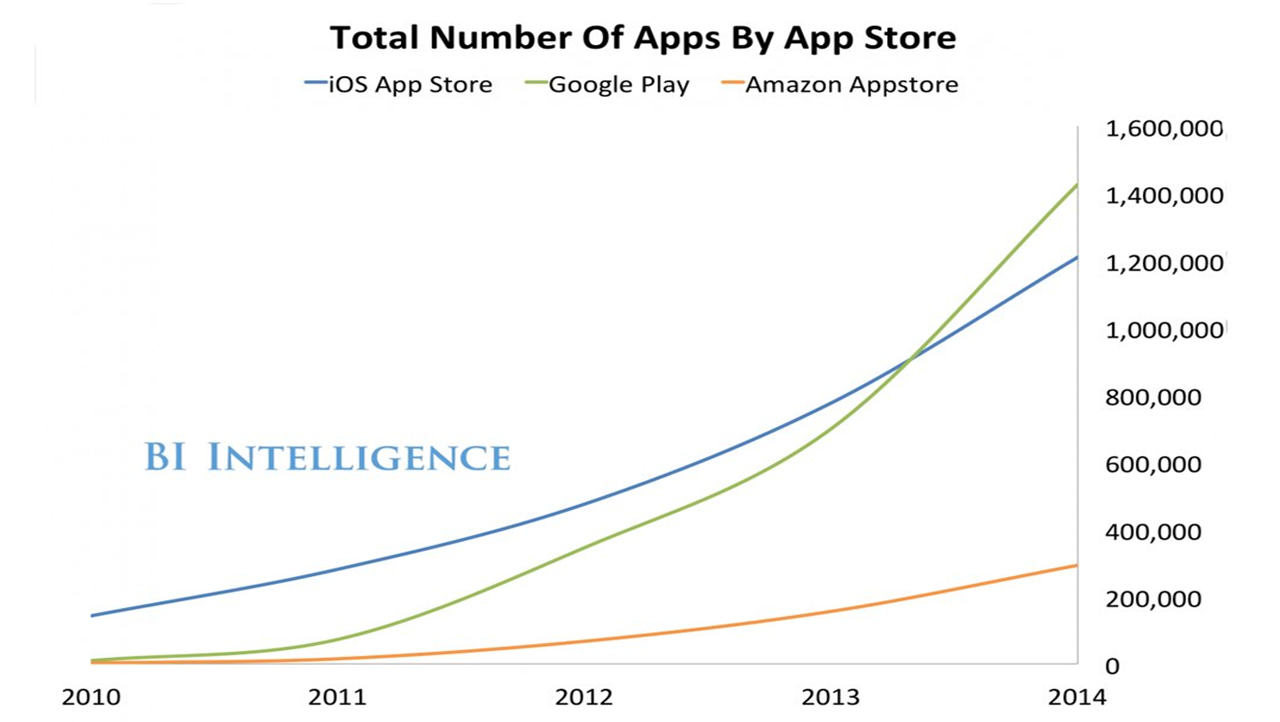 Total Number Of Apps By App Store
iOS App Store Google Play Amazon Appstore
1,600,000
1,400,000
1,200,000
1,000,000
800,000
BI INTELLIGENCE
600,000
400,000
200,000
0
2010 2011 2012 2013 2014